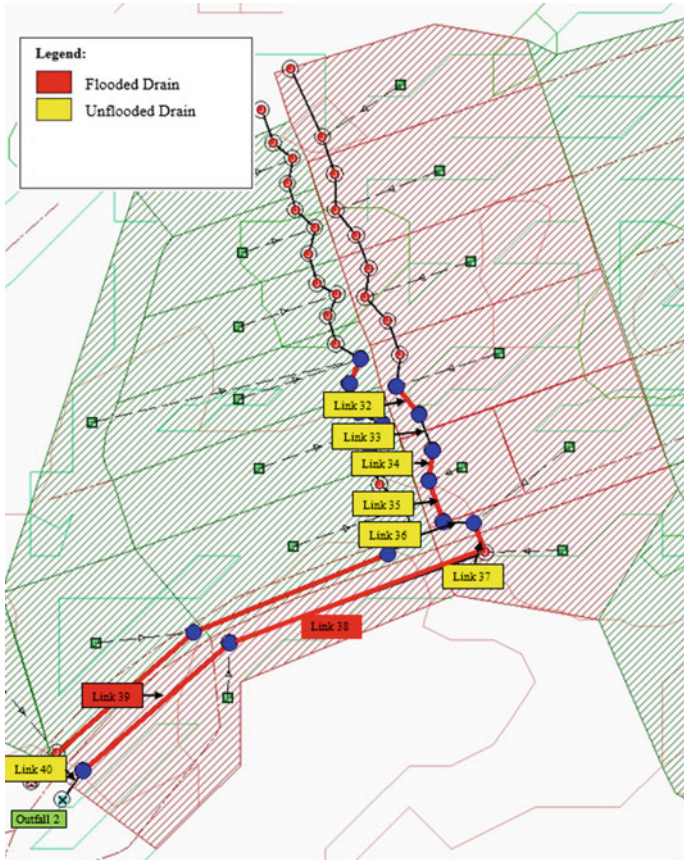 Legend:
Flooded Drain
Unflooded Drain
Link 32
Link 33
Link 34
Link 35
Link 36
Link 37
Link 38
Link 39
Link 40
Outfall 2